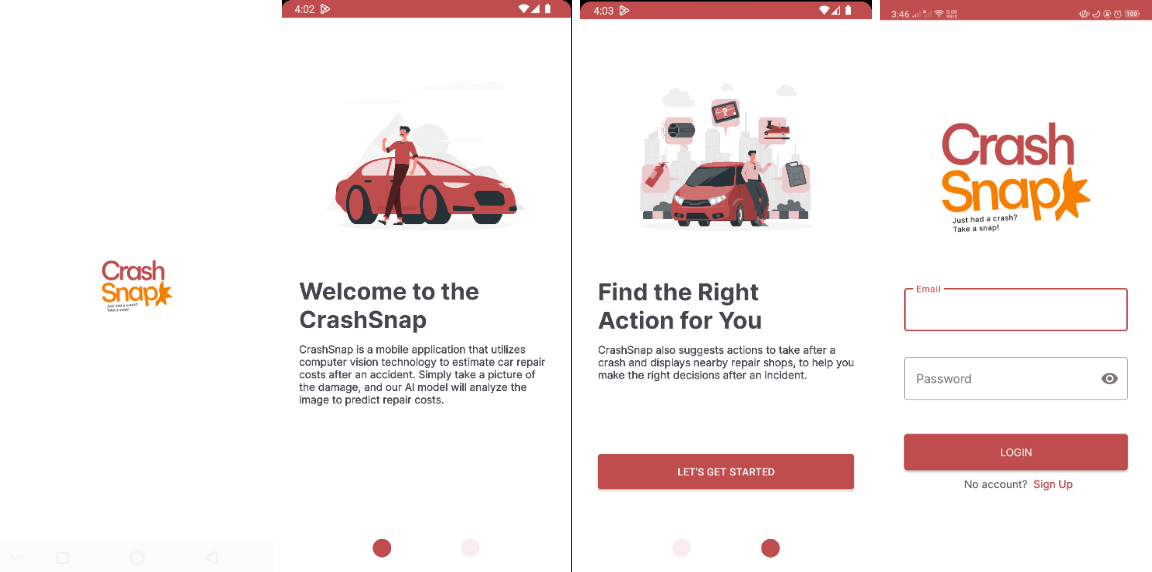 Crash
Snap
Just had a crash?
Take a snap!
4:02
Welcome to the
CrashSnap
CrashSnap is a mobile application that utilizes
computer vision technology to estimate car repair
costs after an accident. Simply take a picture of
the damage, and our AI model will analyze the
image to predict repair costs.
4:03
Find the Right
Action for You
CrashSnap also suggests actions to take after a
crash and displays nearby repair shops, to help you
make the right decisions after an incident.
LET'S GET STARTED
3:46
100
Crash
Snap
Just had a crash?
Take a snap!
Email
Password
LOGIN
No account? Sign Up